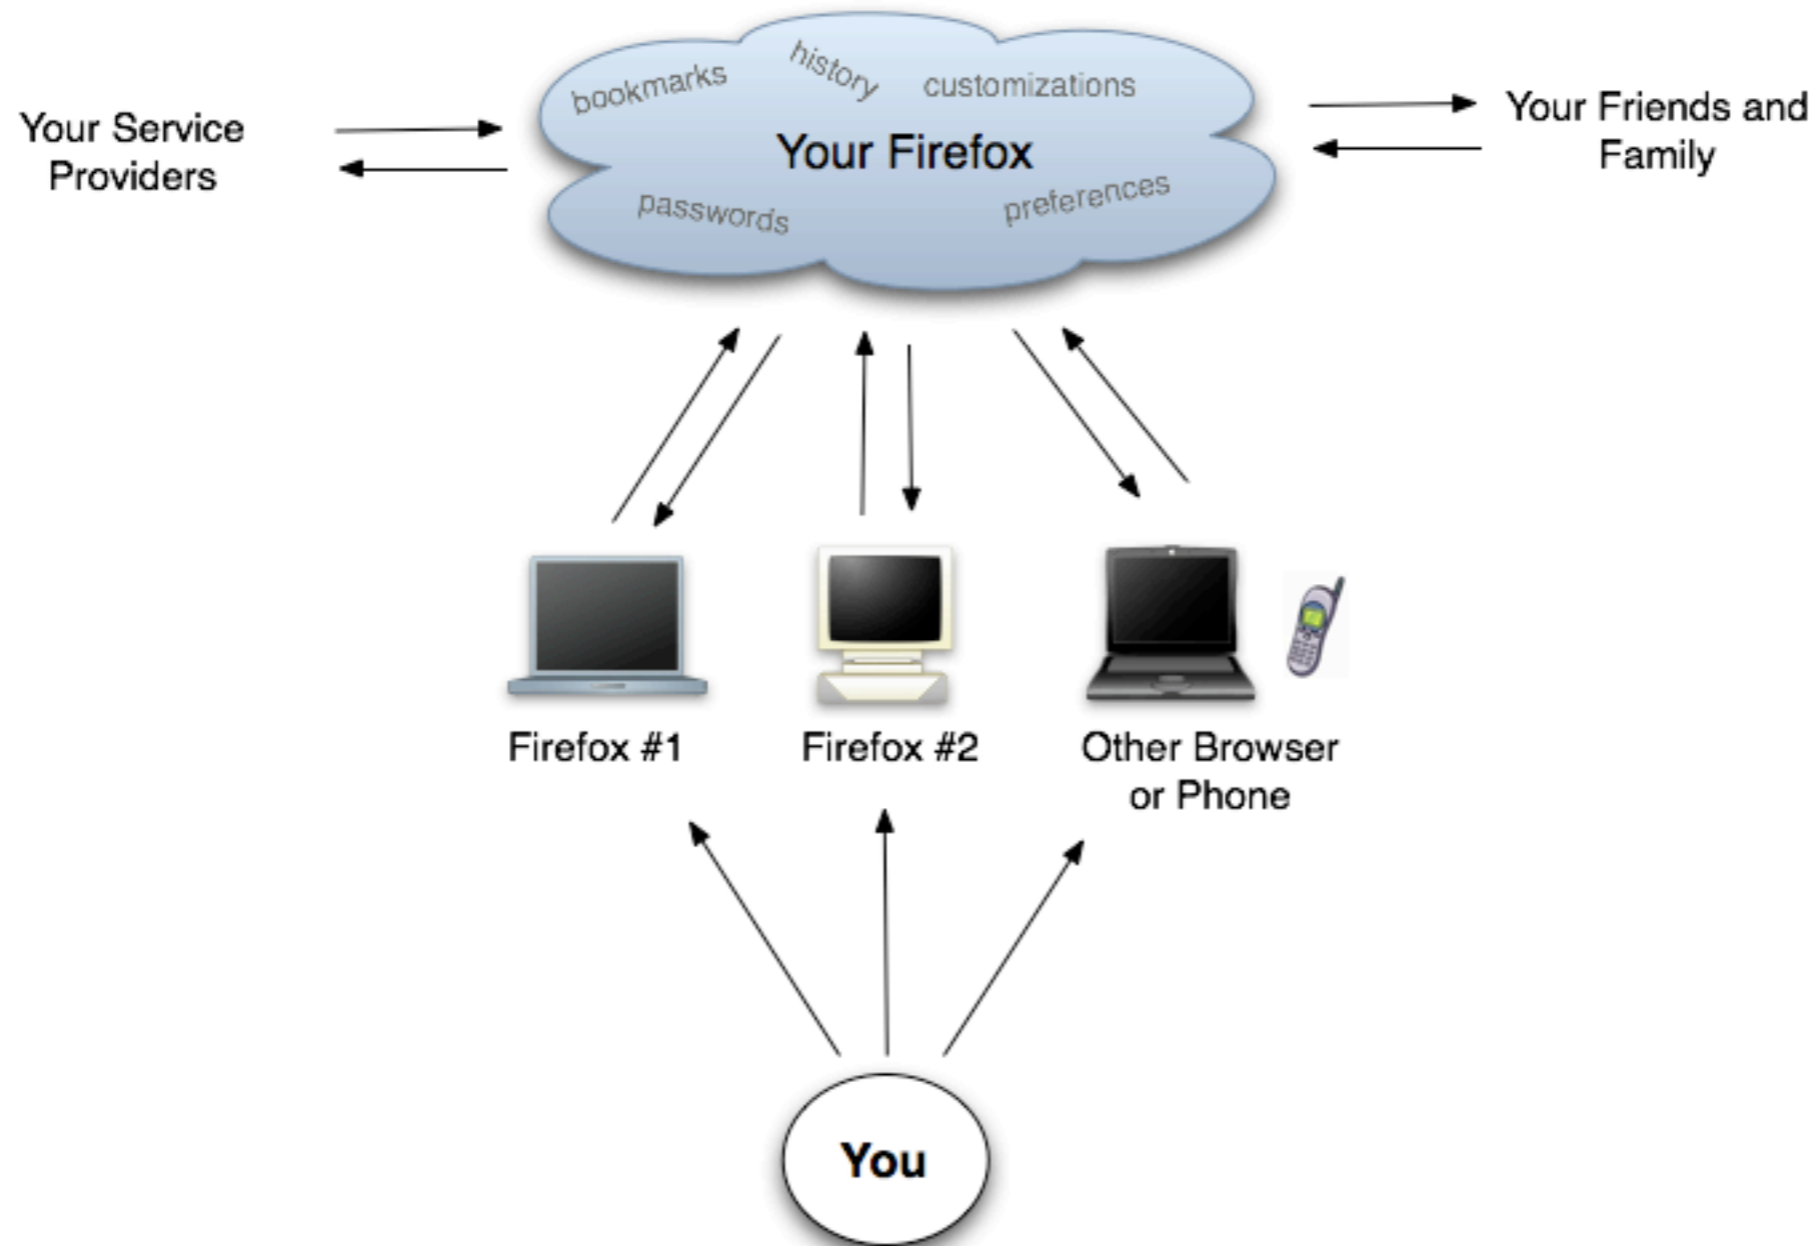 bookmarks
history
customizations
Your Service
Providers
Your Firefox
Your Friends and
Family
passwords
preferences
Firefox #1
Firefox #2
Other Browser
or Phone
You